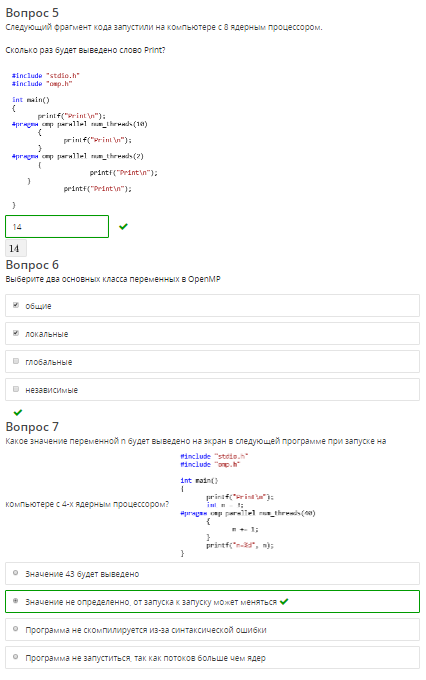 Вопрос 5
Следующий фрагмент кода запустили на компьютере с 8 ядерным процессором.
Сколько раз будет выведено слово Print?
#include "stdio.h"
#include "omp.h"
int main()
{
printf("Print\n");
#pragma omp parallel num_threads(10)
{
printf("Print\n");
}
#pragma omp parallel num_threads(2)
{
printf("Print\n");
}
printf("Print\n");
}
14
14
Вопрос 6
Выберите два основных класса переменных в OpenMP
общие
локальные
глобальные
независимые
Вопрос 7
Какое значение переменной n будет выведено на экран в следующей программе при запуске на
#include "stdio.h"
#include "omp.h"
int main()
{
printf("Print\n");
int n
компьютере с 4-х ядерным процессором?
#pragma omp parallel num_threads(40)
{
n += 1;
}
printf("n=%d", n);
}
Значение 43 будет выведено
Значение не определенно, от запуска к запуску может меняться
Программа не скомпилируется из-за синтаксической ошибки
Программа не запуститься, так как потоков больше чем ядер